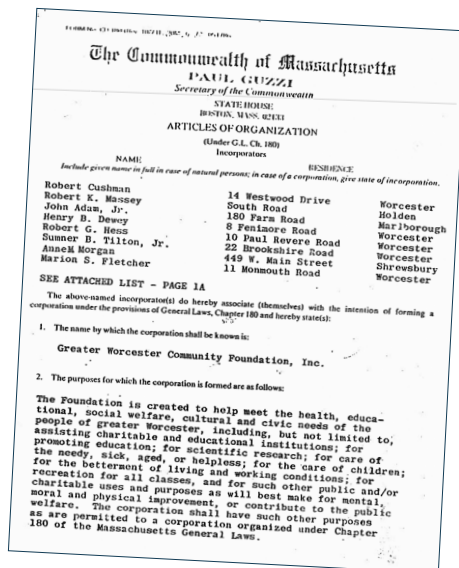 The Commonwealth of Massachusetts
PAUL GUZZI
Secretary of the Commonwealth
STATE HOUSE
BOSTON, MASS. 02133
ARTICLES OF ORGANIZATION
(Under G.L. Ch. 180)
Incorporators
NAME RESIDENCE
Include given name in full in case of natural persons; in case of a corporation, give state of incorporation.
Robert Cushman 14 Westwood Drive Worcester
Robert K. Massey South Road Holden
John Adam, Jr. 180 Farm Road Marlborough
Henry B. Dewey 8 Fenimore Road Worcester
Robert G. Hess 10 Paul Revere Road Worcester
Sumner B. Tilton, Jr. 22 Brookshire Road Worcester
Anne M Morgan 449 W. Main Street Shrewsbury
Marion S. Fletcher 11 Monmouth Road Worcester
SEE ATTACHED LIST - PAGE 1A
The above-named incorporator(s) do hereby associate (themselves) with the intention of forming a
corporation under the provisions of General Laws, Chapter 180 and hereby state(s):
1. The name by which the corporation shall be known is:
Greater Worcester Community Foundation, Inc.
2. The purposes for which the corporation is formed are as follows:
The Foundation is created to help meet the health, educa-
tional, social welfare, cultural and civic needs of the
people of greater Worcester, including, but not limited to,
assisting charitable and educational institutions; for
promoting education; for scientific research; for care of
the needy, sick, aged, or helpless; for the care of children;
for the betterment of living and working conditions; for
recreation for all classes, and for such other public and/or
charitable uses and purposes as will best make for mental,
moral and physical improvement, or contribute to the public
welfare. The corporation shall have such other purposes
as are permitted to a corporation organized under Chapter
180 of the Massachusetts General Laws.